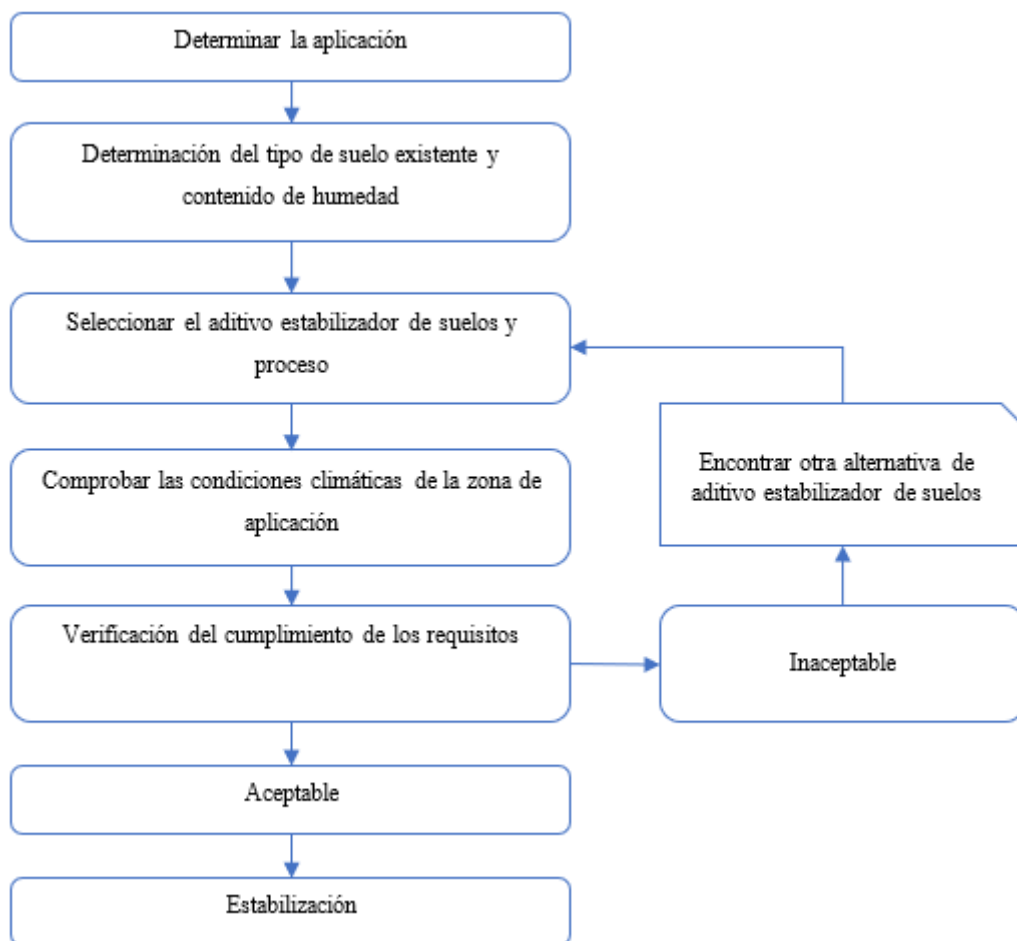 Determinar la aplicación
Determinación del tipo de suelo existente y
contenido de humedad
Seleccionar el aditivo estabilizador de suelos y
proceso
Comprobar las condiciones climáticas de la zona de
aplicación
Encontrar otra alternativa de
aditivo estabilizador de suelos
Verificación del cumplimiento de los requisitos
Inaceptable
Aceptable
Estabilización